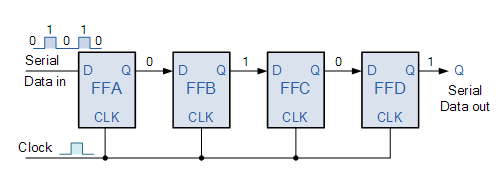 1 1
0 0 0
Serial
Data in
D Q
FFA
CLK
0
D Q
FFB
CLK
1
D Q
FFC
CLK
0
D Q
FFD
CLK
1
Q
Serial
Data out
Clock